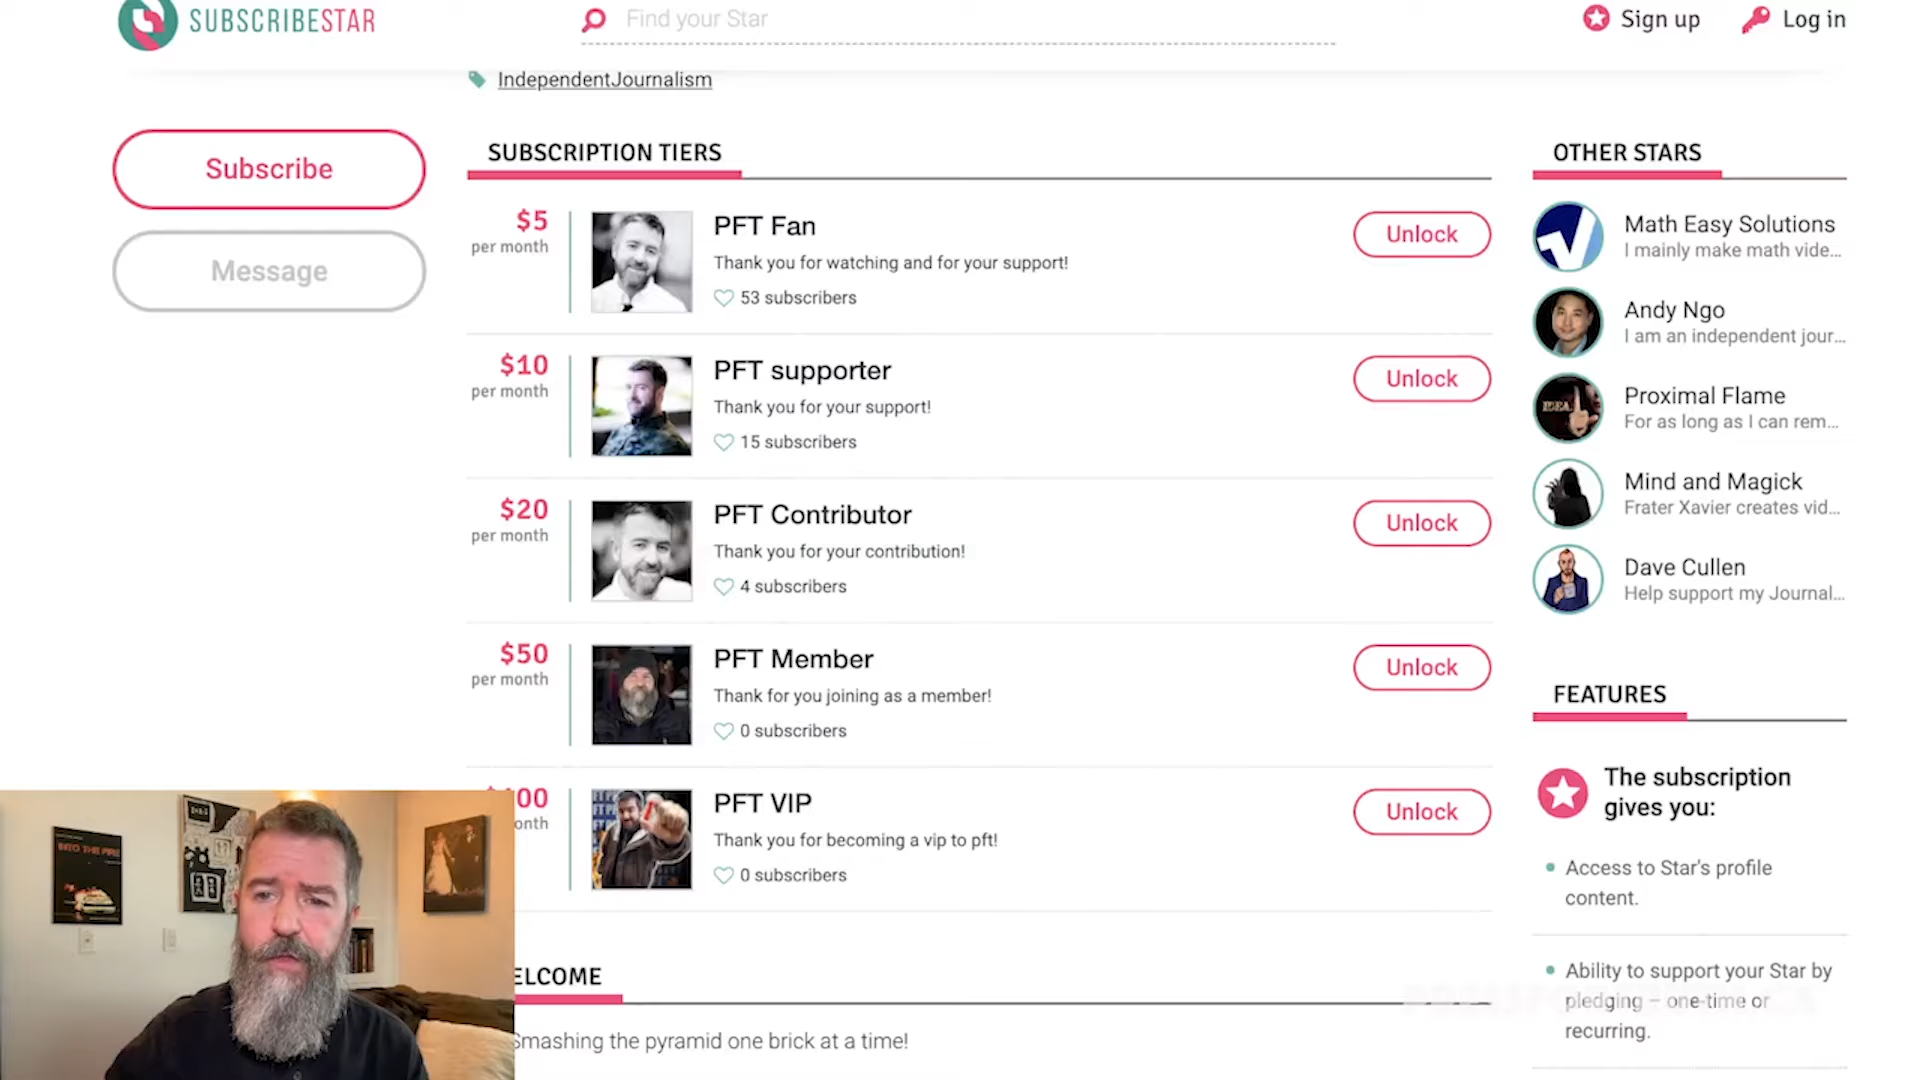 SUBSCRIBESTAR
Find your Star
Sign up
Log in
IndependentJournalism
Subscribe
Message
SUBSCRIPTION TIERS
$5
per month
PFT Fan
Thank you for watching and for your support!
53 subscribers
Unlock
$10
per month
PFT supporter
Thank you for your support!
15 subscribers
Unlock
$20
per month
PFT Contributor
Thank you for your contribution!
4 subscribers
Unlock
$50
per month
PFT Member
Thank for you joining as a member!
0 subscribers
Unlock
00
onth
PFT VIP
Thank you for becoming a vip to pft!
0 subscribers
Unlock
ELCOME
Smashing the pyramid one brick at a time!
OTHER STARS
Math Easy Solutions
I mainly make math vide...
Andy Ngo
I am an independent jour...
Proximal Flame
For as long as I can rem...
IDEA
Mind and Magick
Frater Xavier creates vid...
Dave Cullen
Help support my Journal...
FEATURES
The subscription
gives you:
Access to Star's profile
content.
Ability to support your Star by
pledging – one-time or
recurring.
INTO THE FIRE